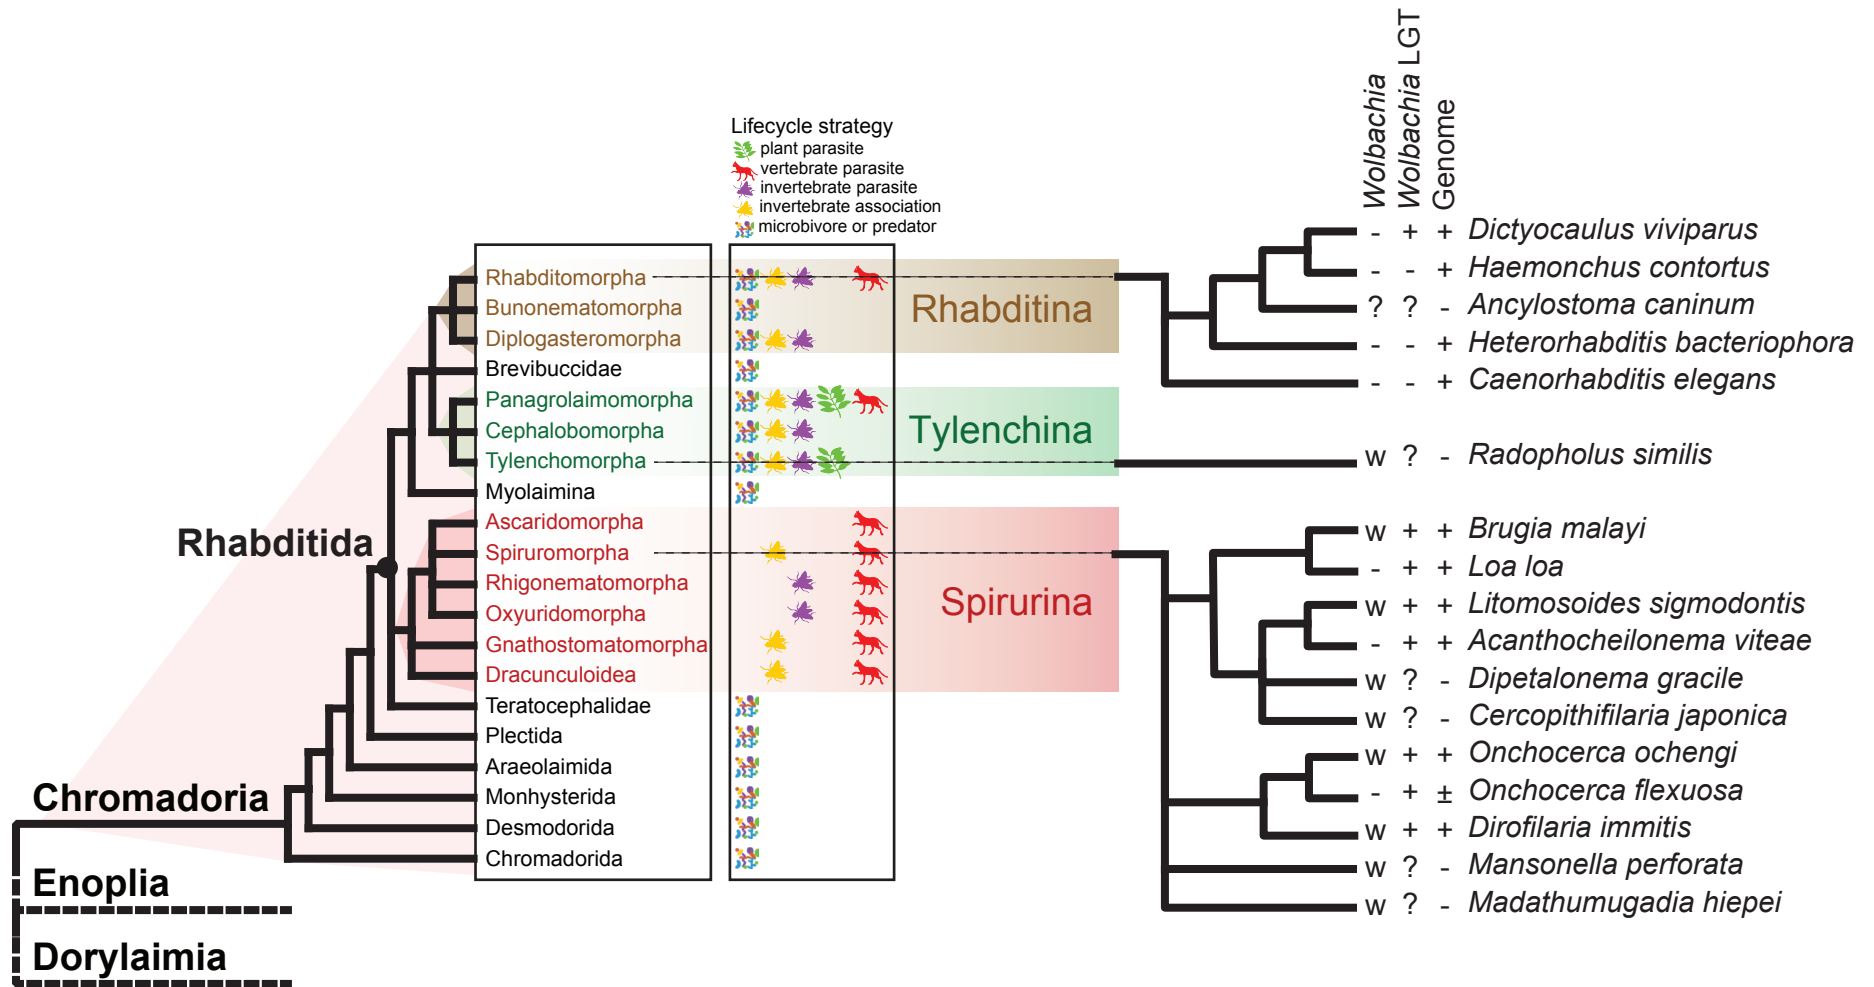 Wolbachia
Wolbachia LGT
Genome
Lifecycle strategy
plant parasite
vertebrate parasite
invertebrate parasite
invertebrate association
microbivore or predator
Rhabditomorpha
Bunonematomorpha
Diplogasteromorpha
Brevibuccidae
Panagrolaimomorpha
Cephalobomorpha
Tylenchomorpha
Myolaimina
Ascaridomorpha
Spiruromorpha
Rhigonematomorpha
Oxyuridomorpha
Gnathostomatomorpha
Dracunculoidea
Teratocephalidae
Plectida
Araeolaimida
Monhysterida
Desmodorida
Chromadorida
Rhabditida
Chromadoria
Enoplia
Dorylaimia
Rhabditina
Tylenchina
Spirurina
- + + Dictyocaulus viviparus
- - + Haemonchus contortus
? ? - Ancylostoma caninum
- - + Heterorhabditis bacteriophora
- - + Caenorhabditis elegans
w ? - Radopholus similis
w + + Brugia malayi
- + + Loa loa
w + + Litomosoides sigmodontis
- + + Acanthocheilonema viteae
w ? - Dipetalonema gracile
w ? - Cercopithifilaria japonica
w + + Onchocerca ochengi
- + ± Onchocerca flexuosa
w + + Dirofilaria immitis
w ? - Mansonella perforata
w ? - Madathumugadia hiepei